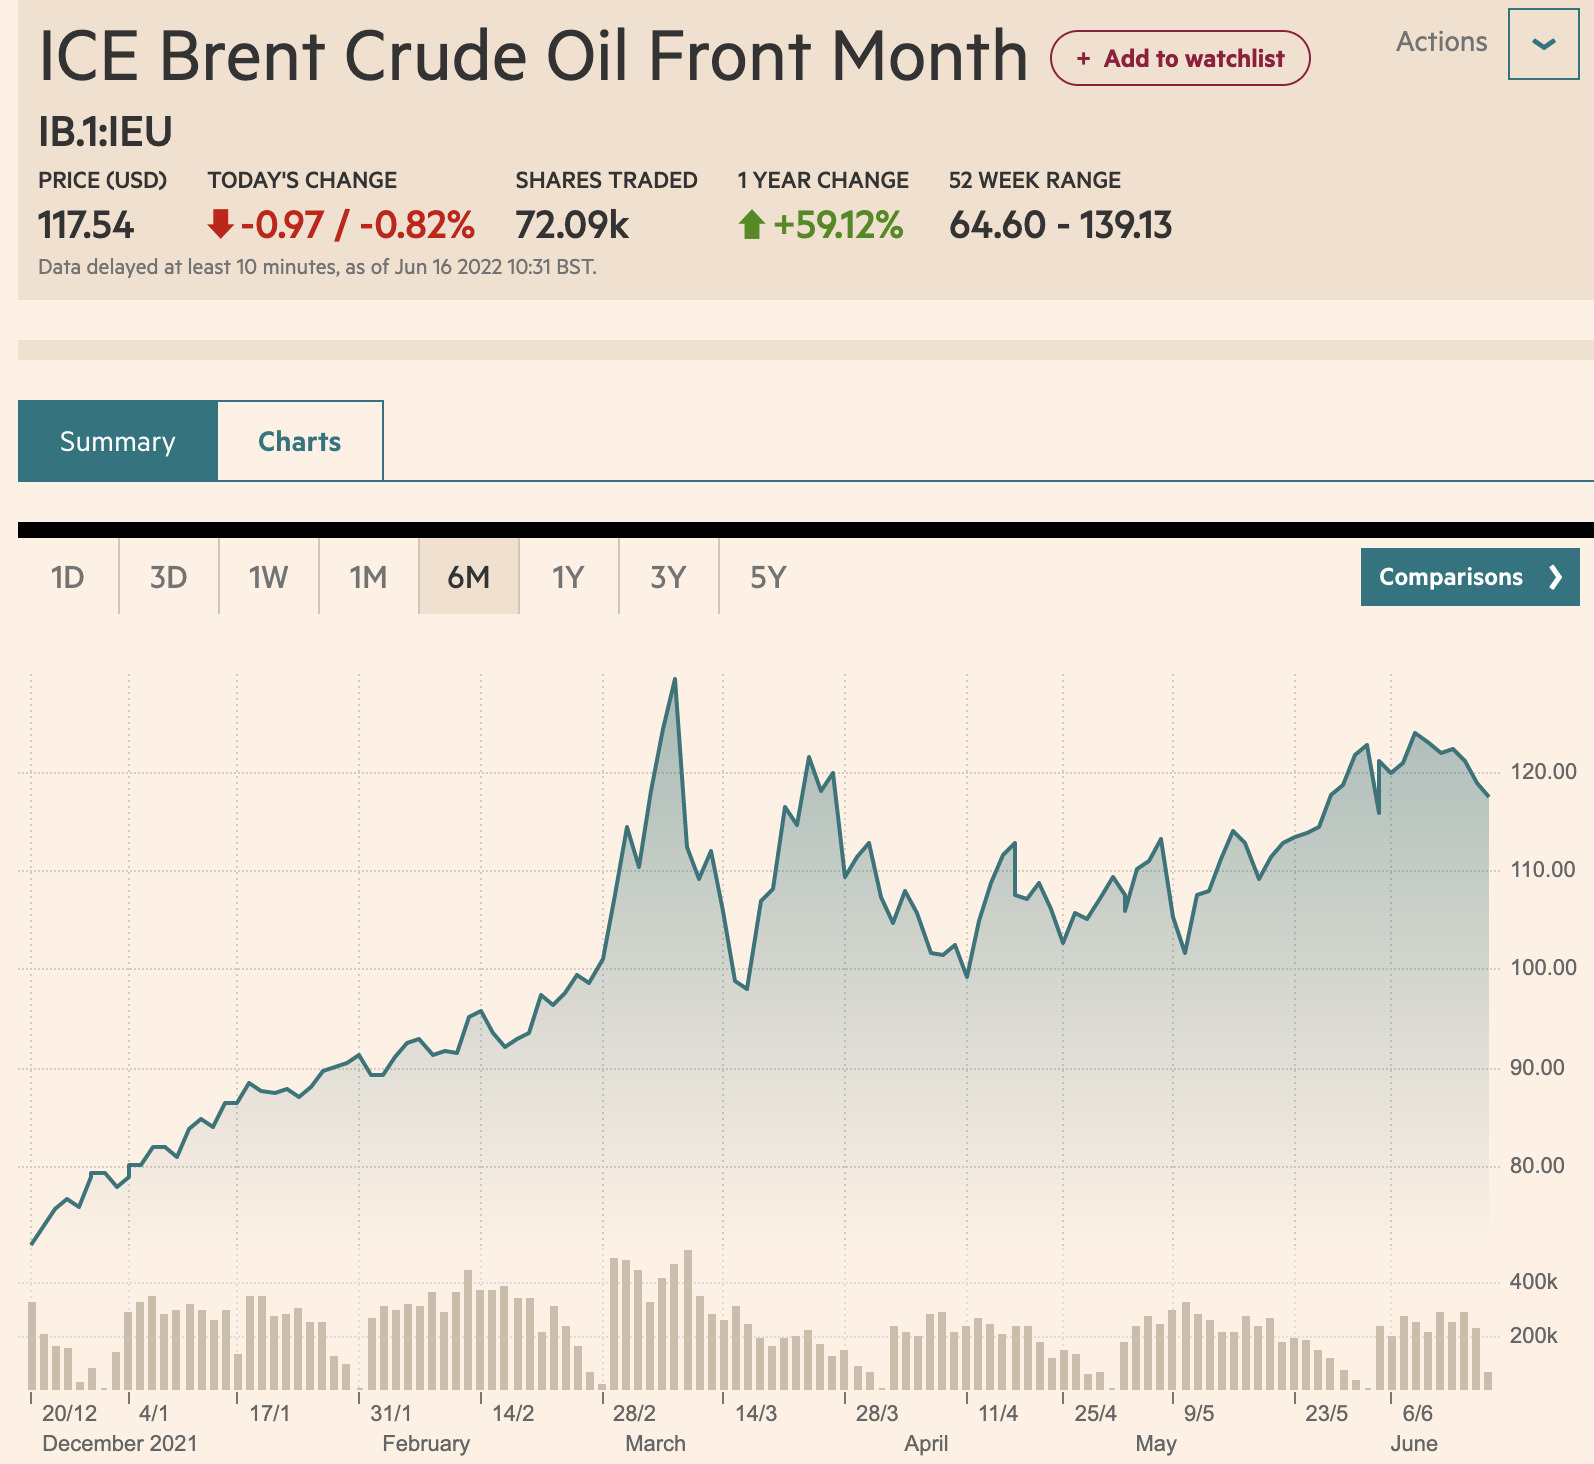 ICE Brent Crude Oil Front Month
+ Add to watchlist
Actions
IB.1:IEU
PRICE (USD) TODAY'S CHANGE SHARES TRADED 1 YEAR CHANGE 52 WEEK RANGE
117.54 -0.97 / -0.82% 72.09k +59.12% 64.60 - 139.13
Data delayed at least 10 minutes, as of Jun 16 2022 10:31 BST.
Summary Charts
1D 3D 1W 1M 6M 1Y 3Y 5Y Comparisons
120.00
110.00
100.00
90.00
80.00
400k
200k
20/12 4/1 17/1 31/1 14/2 28/2 14/3 28/3 11/4 25/4 9/5 23/5 6/6
December 2021 February March April May June